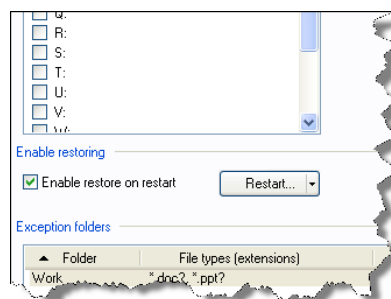 Q:
R:
S:
T:
U:
V:
W:
Enable restoring
Enable restore on restart Restart...
Exception folders
Folder File types (extensions)
Work *.doc?, *.ppt?